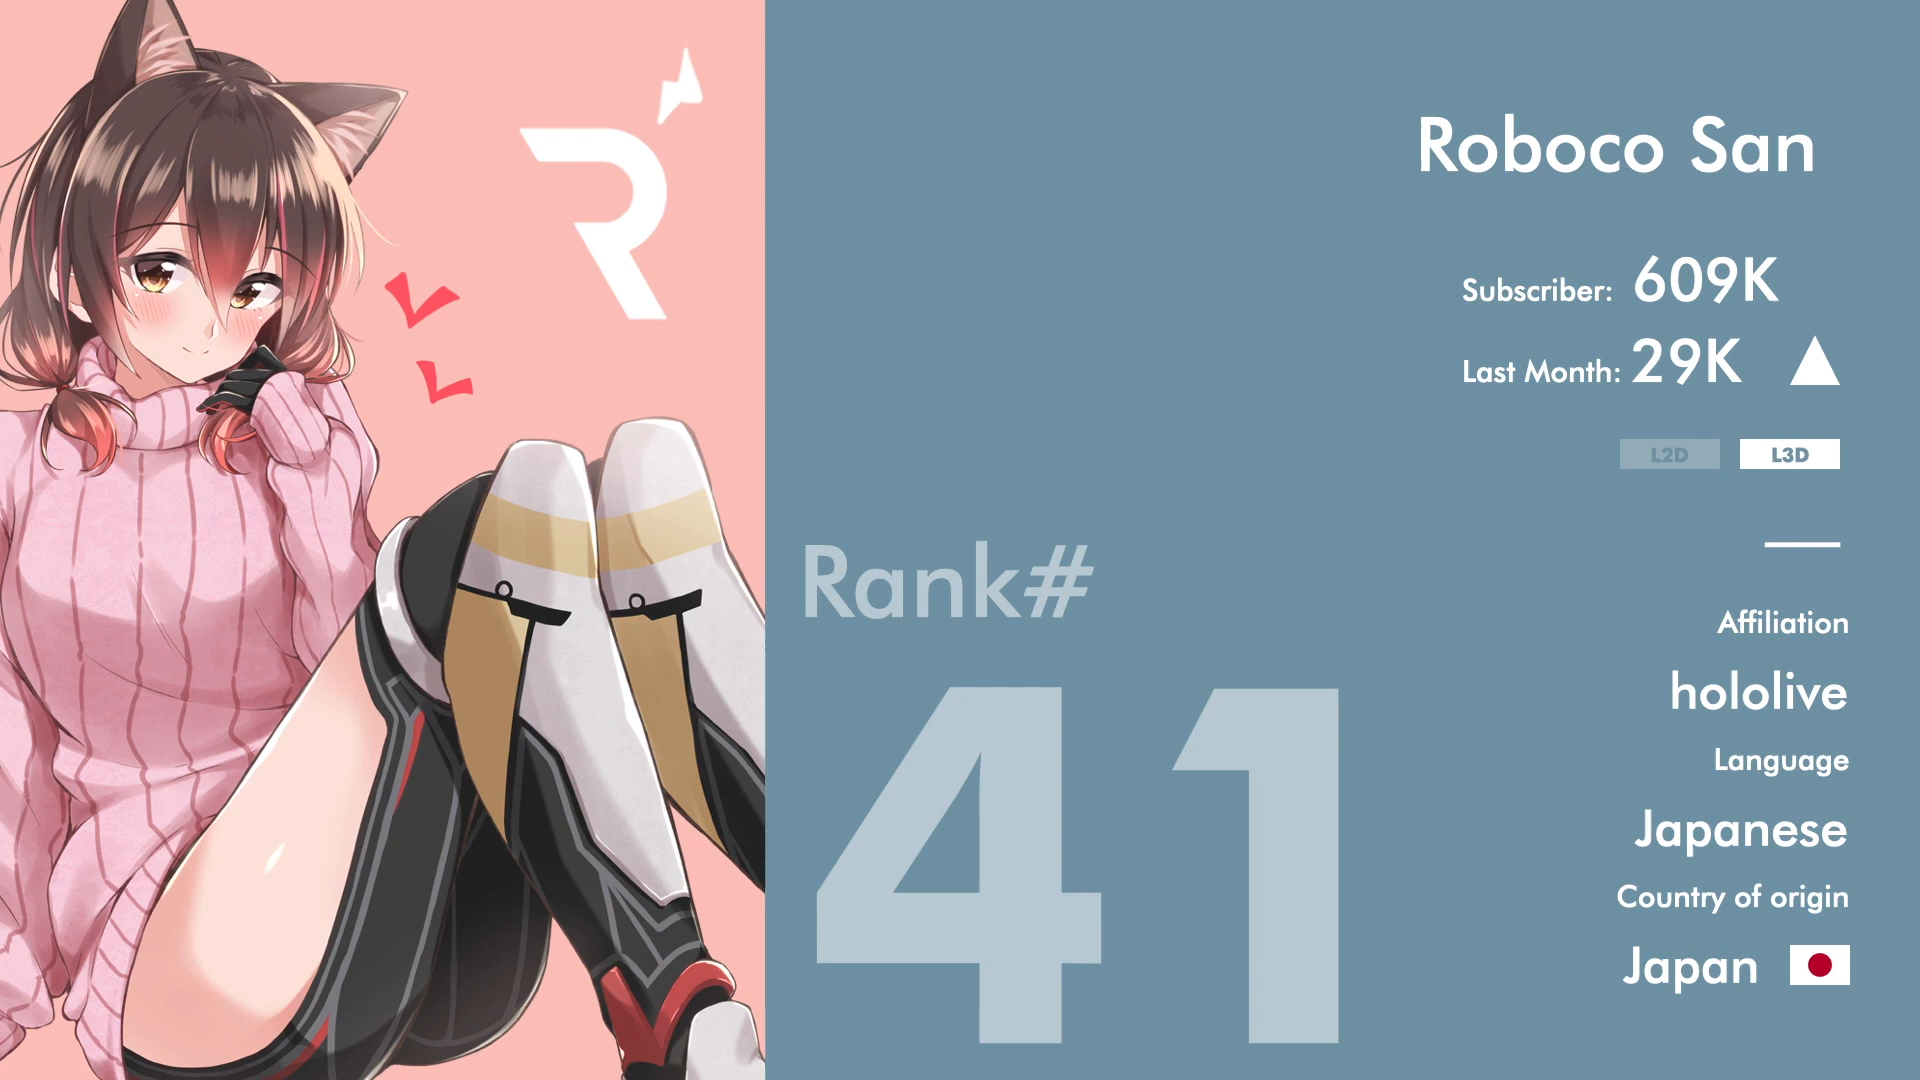 R
Roboco San
Subscriber: 609K
Last Month: 29K
L2D L3D
Rank#
41
Affiliation
hololive
Language
Japanese
Country of origin
Japan